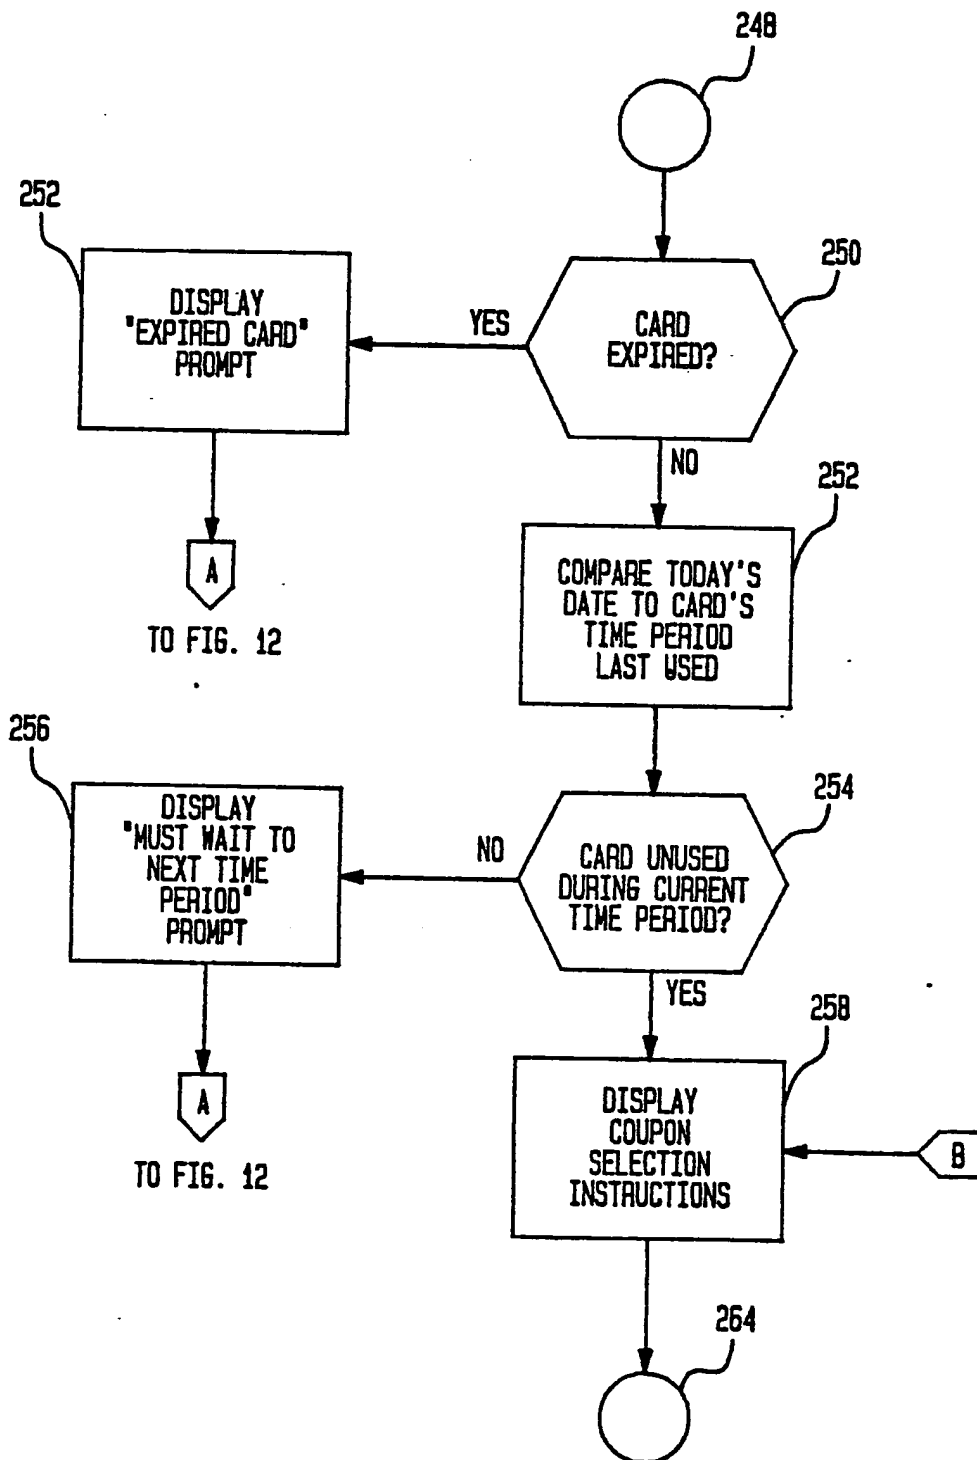 248
250
CARD
EXPIRED?
YES
252
DISPLAY
"EXPIRED CARD"
PROMPT
A
TO FIG. 12
NO
252
COMPARE TODAY'S
DATE TO CARD'S
TIME PERIOD
LAST USED
254
CARD UNUSED
DURING CURRENT
TIME PERIOD?
NO
256
DISPLAY
"MUST WAIT TO
NEXT TIME
PERIOD"
PROMPT
A
TO FIG. 12
YES
258
DISPLAY
COUPON
SELECTION
INSTRUCTIONS
B
264